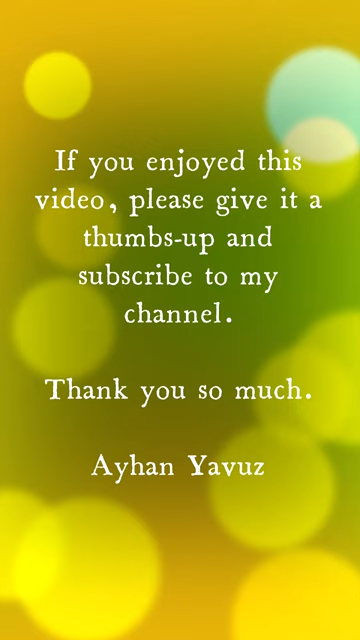 If you enjoyed this
video, please give it a
thumbs-up and
subscribe to my
channel.
Thank you so much.
Ayhan Yavuz